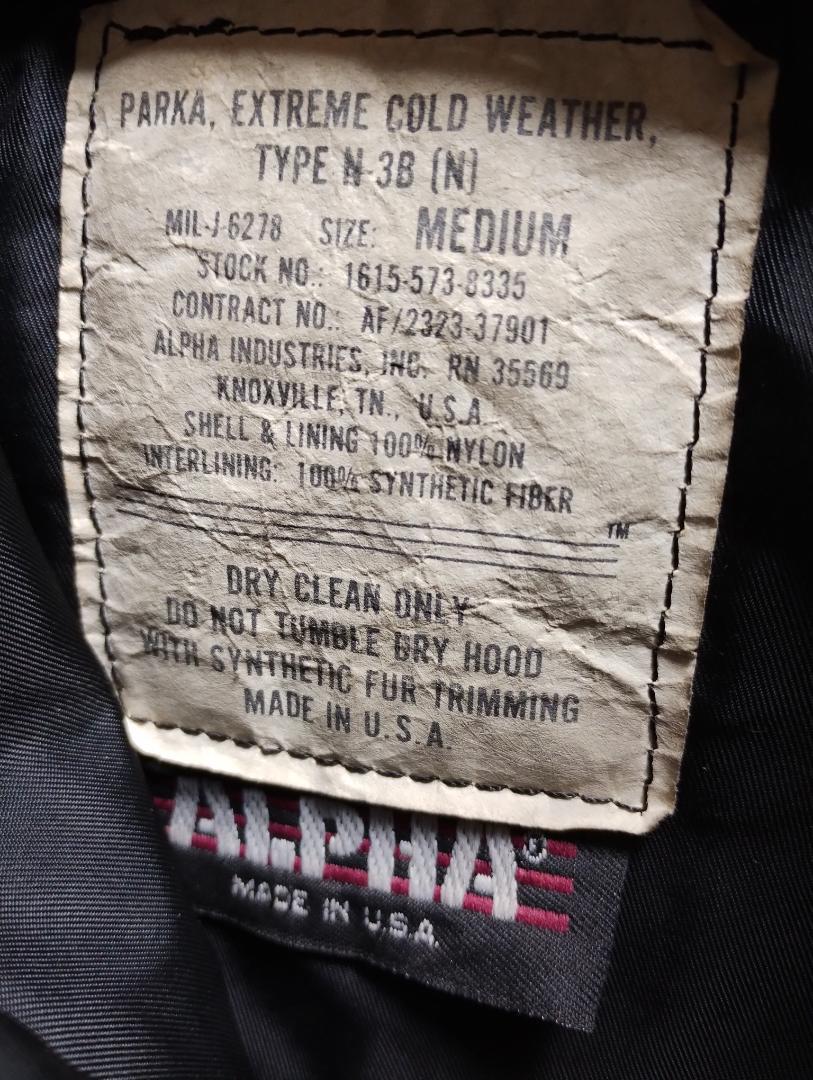 PARKA, EXTREME COLD WEATHER,
TYPE N-3B (N)
MIL-J-6278 SIZE: MEDIUM
STOCK NO.: 1615-573-8335
CONTRACT NO.: AF/2323-37901
ALPHA INDUSTRIES, INC. RN 35569
KNOXVILLE, TN., U.S.A.
SHELL & LINING 100% NYLON
INTERLINING: 100% SYNTHETIC FIBER
TM
DRY CLEAN ONLY
DO NOT TUMBLE DRY HOOD
WITH SYNTHETIC FUR TRIMMING
MADE IN U.S.A.
ALPHA®
MADE IN U.S.A.